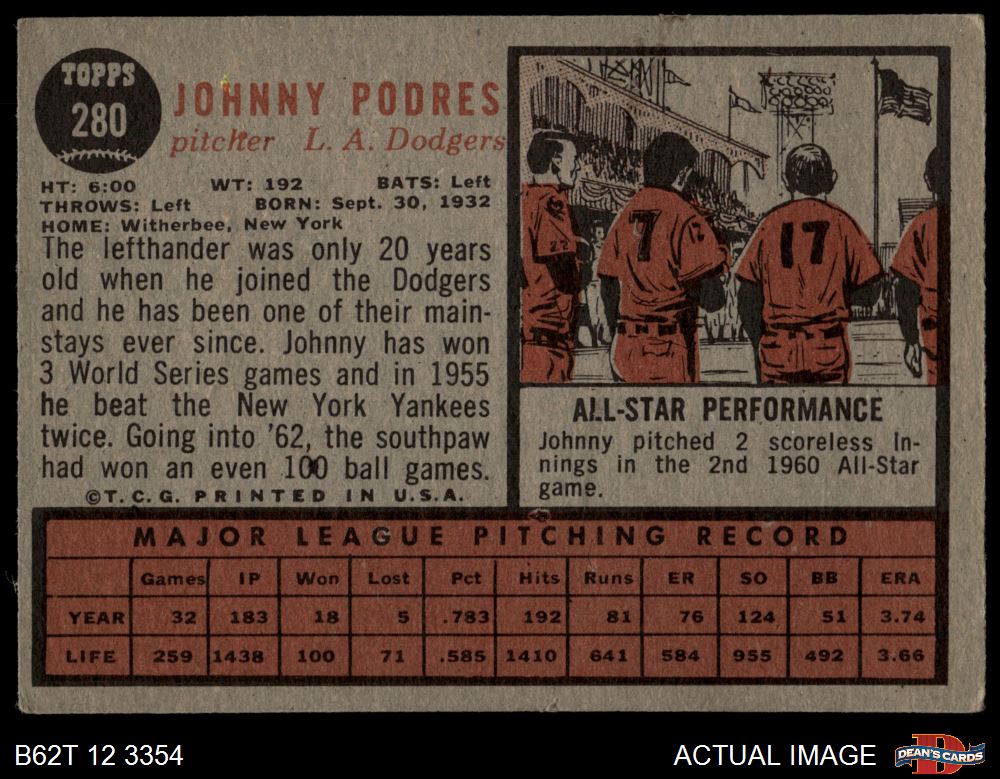 TOPPS
280
JOHNNY PODRES
pitcher L. A. Dodgers
HT: 6:00 WT: 192 BATS: Left
THROWS: Left BORN: Sept. 30, 1932
HOME: Witherbee, New York
The lefthander was only 20 years
old when he joined the Dodgers
and he has been one of their main-
stays ever since. Johnny has won
3 World Series games and in 1955
he beat the New York Yankees
twice. Going into '62, the southpaw
had won an even 100 ball games.
©T. C. G. PRINTED IN U.S.A.
7
12
17
22
ALL-STAR PERFORMANCE
Johnny pitched 2 scoreless In-
nings in the 2nd 1960 All-Star
game.
MAJOR LEAGUE PITCHING RECORD
Games IP Won Lost Pct Hits Runs ER SO BB ERA
YEAR 32 183 18 5 .783 192 81 76 124 51 3.74
LIFE 259 1438 100 71 .585 1410 641 584 955 492 3.66
B62T 12 3354
ACTUAL IMAGE
DEAN'S CARDS